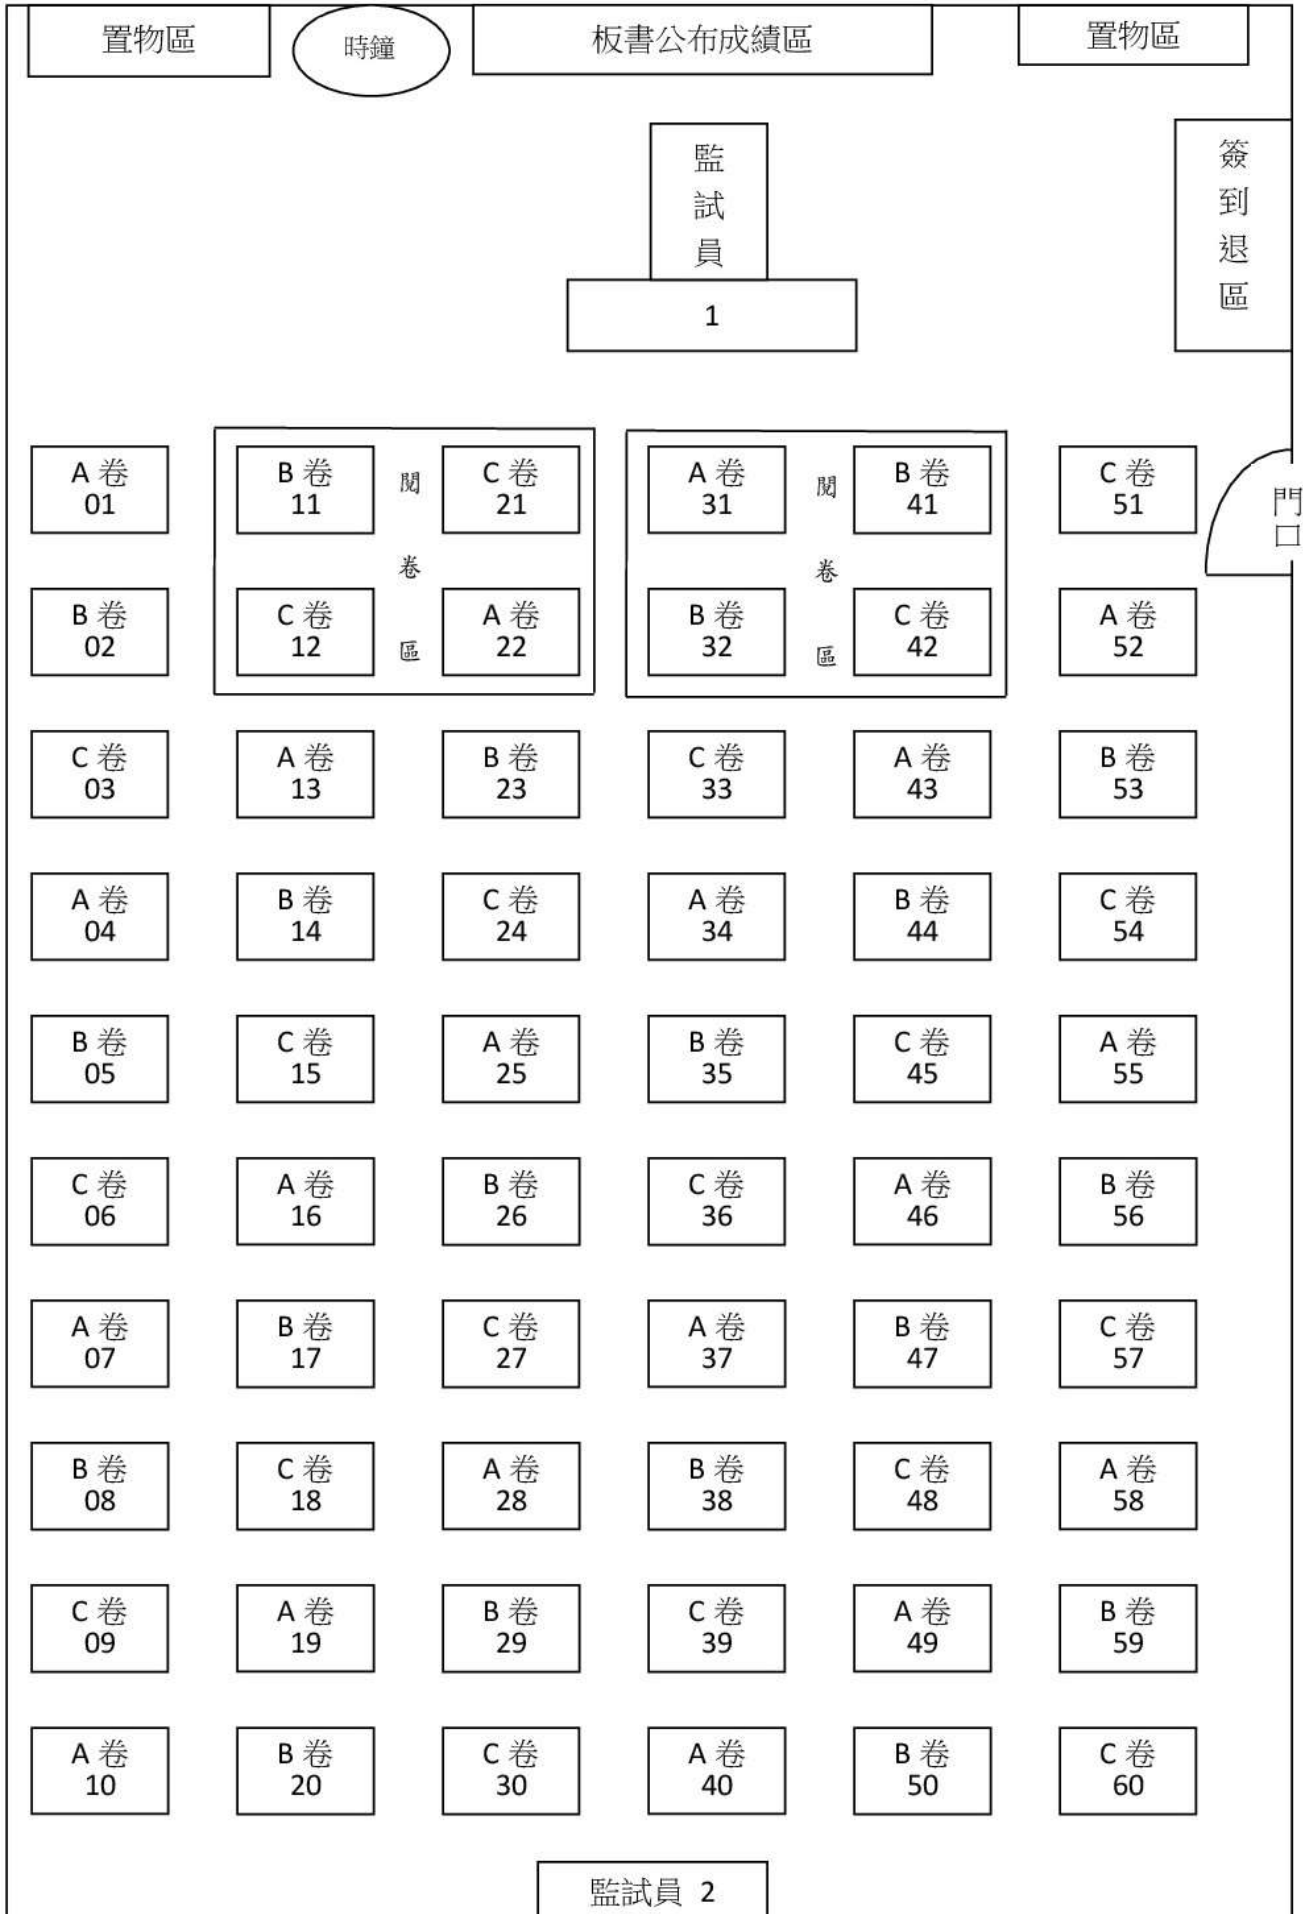 置物區
時鐘
板書公布成績區
置物區
監
試
員
1
簽
到
退
區
A 卷
01
B 卷
11
閱
卷
區
C 卷
21
A 卷
31
閱
卷
區
B 卷
41
C 卷
51
門
口
B 卷
02
C 卷
12
A 卷
22
B 卷
32
C 卷
42
A 卷
52
C 卷
03
A 卷
13
B 卷
23
C 卷
33
A 卷
43
B 卷
53
A 卷
04
B 卷
14
C 卷
24
A 卷
34
B 卷
44
C 卷
54
B 卷
05
C 卷
15
A 卷
25
B 卷
35
C 卷
45
A 卷
55
C 卷
06
A 卷
16
B 卷
26
C 卷
36
A 卷
46
B 卷
56
A 卷
07
B 卷
17
C 卷
27
A 卷
37
B 卷
47
C 卷
57
B 卷
08
C 卷
18
A 卷
28
B 卷
38
C 卷
48
A 卷
58
C 卷
09
A 卷
19
B 卷
29
C 卷
39
A 卷
49
B 卷
59
A 卷
10
B 卷
20
C 卷
30
A 卷
40
B 卷
50
C 卷
60
監試員 2